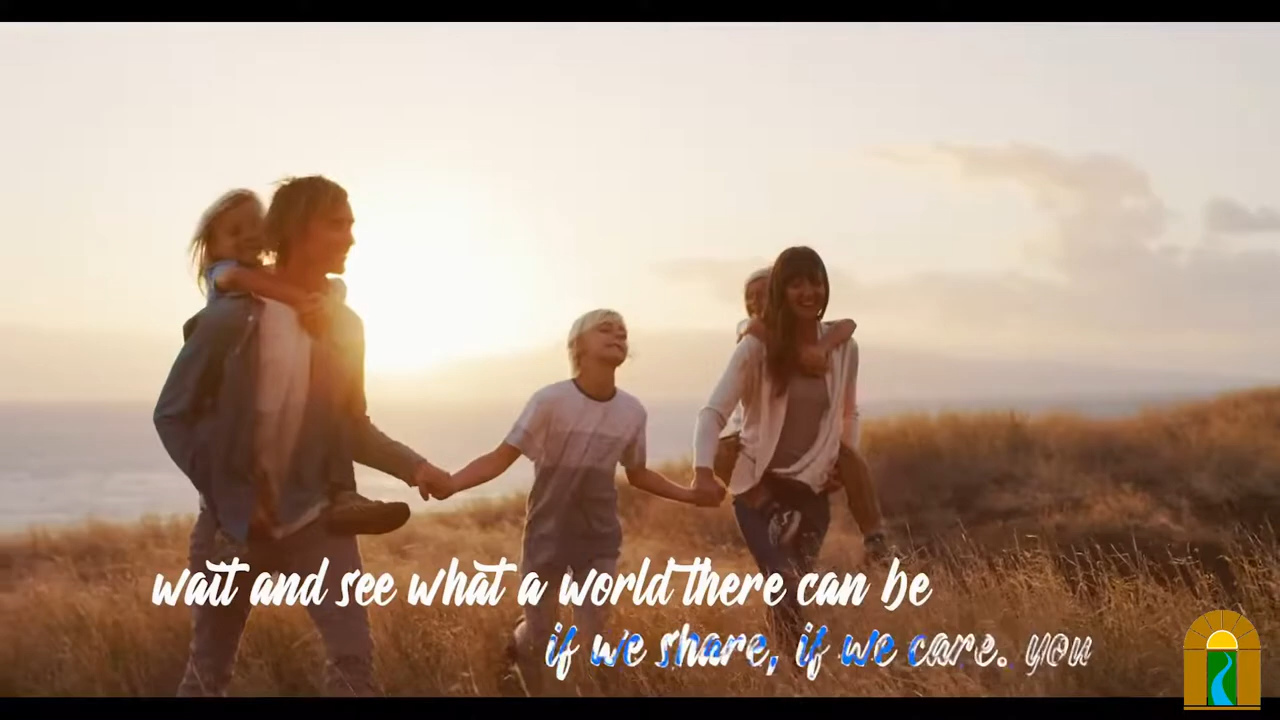 wait and see what a world there can be
if we share, if we care. you